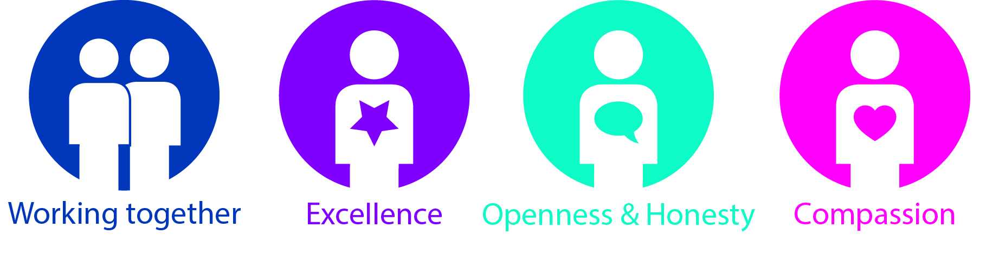 Working together
Excellence
Openness & Honesty
Compassion